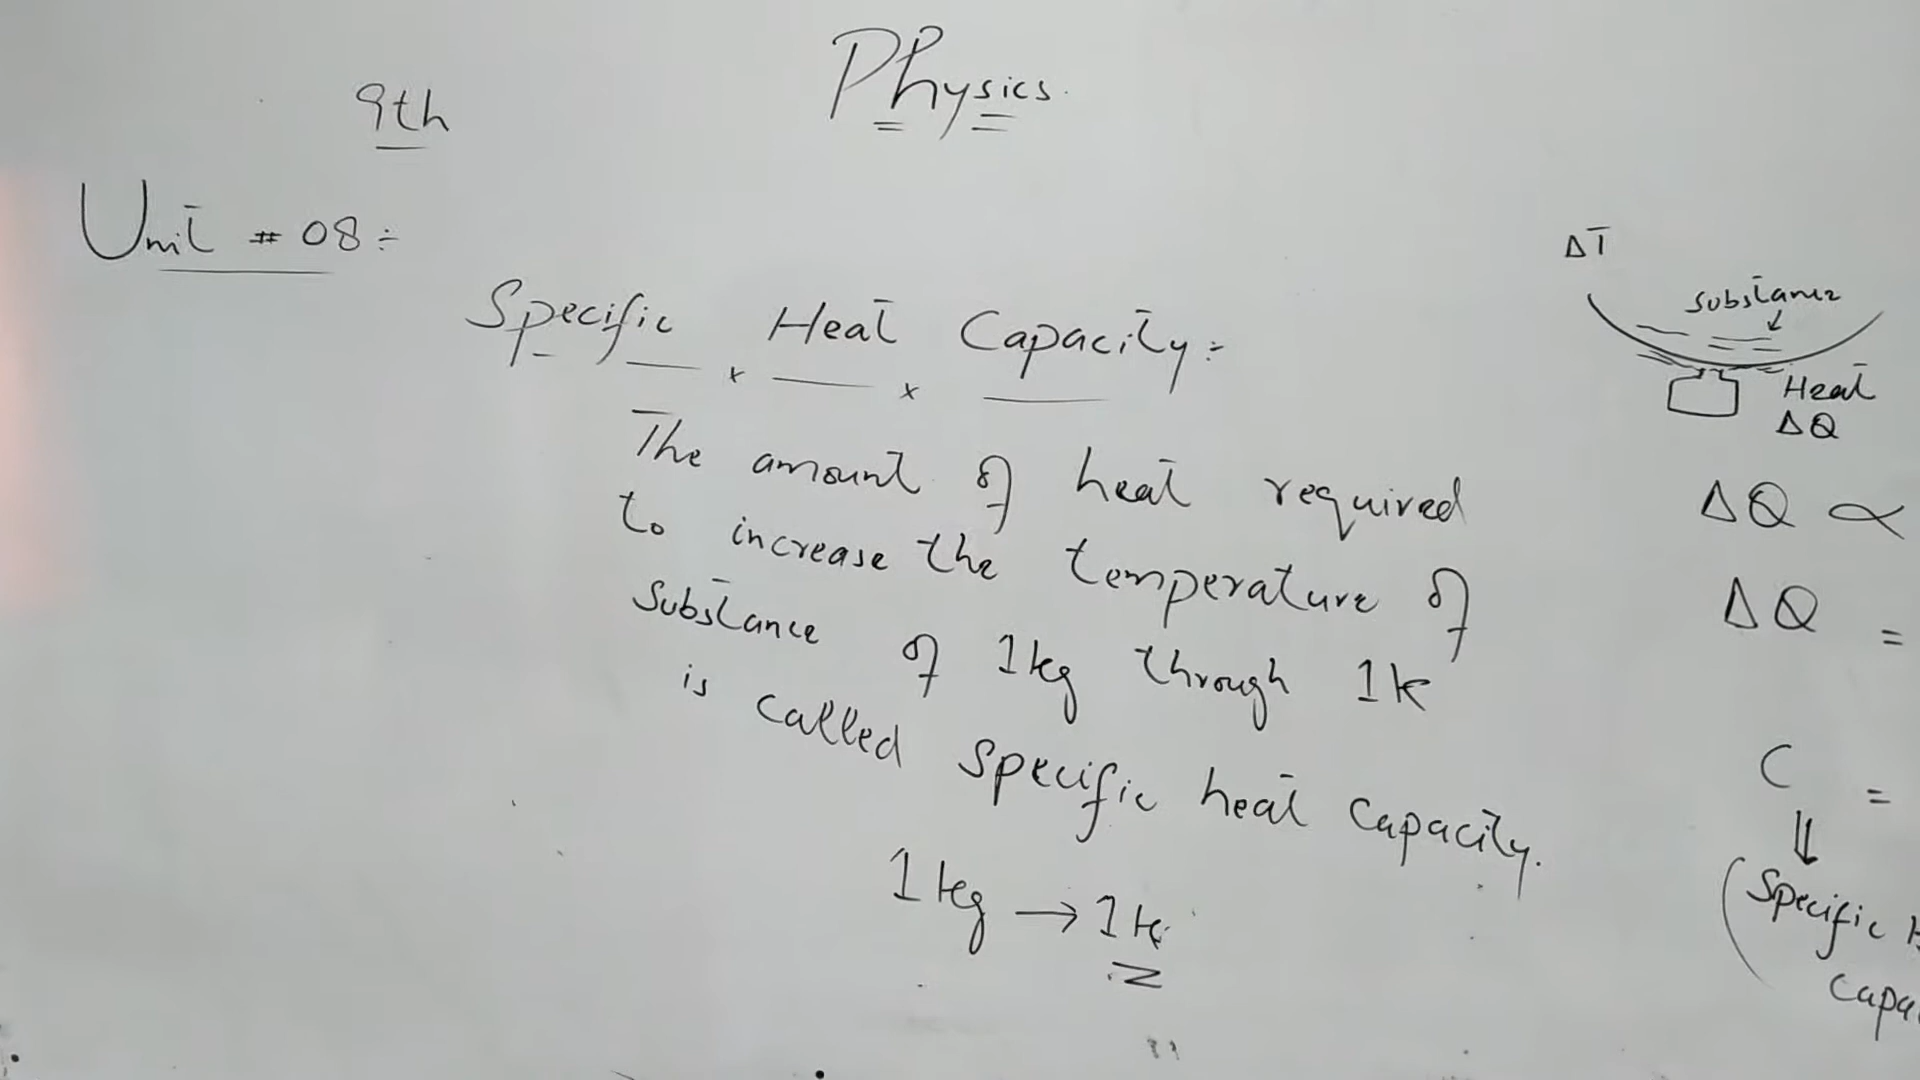 Physics
9th
Unit # 08:-
Specific Heat Capacity:-
The amount of heat required
to increase the temperature of
Substance of 1kg through 1k
is called specific heat capacity.
1kg → 1k
ΔT
Substance
Heat
ΔQ
ΔQ ∝
ΔQ =
C =
⇓
(Specific